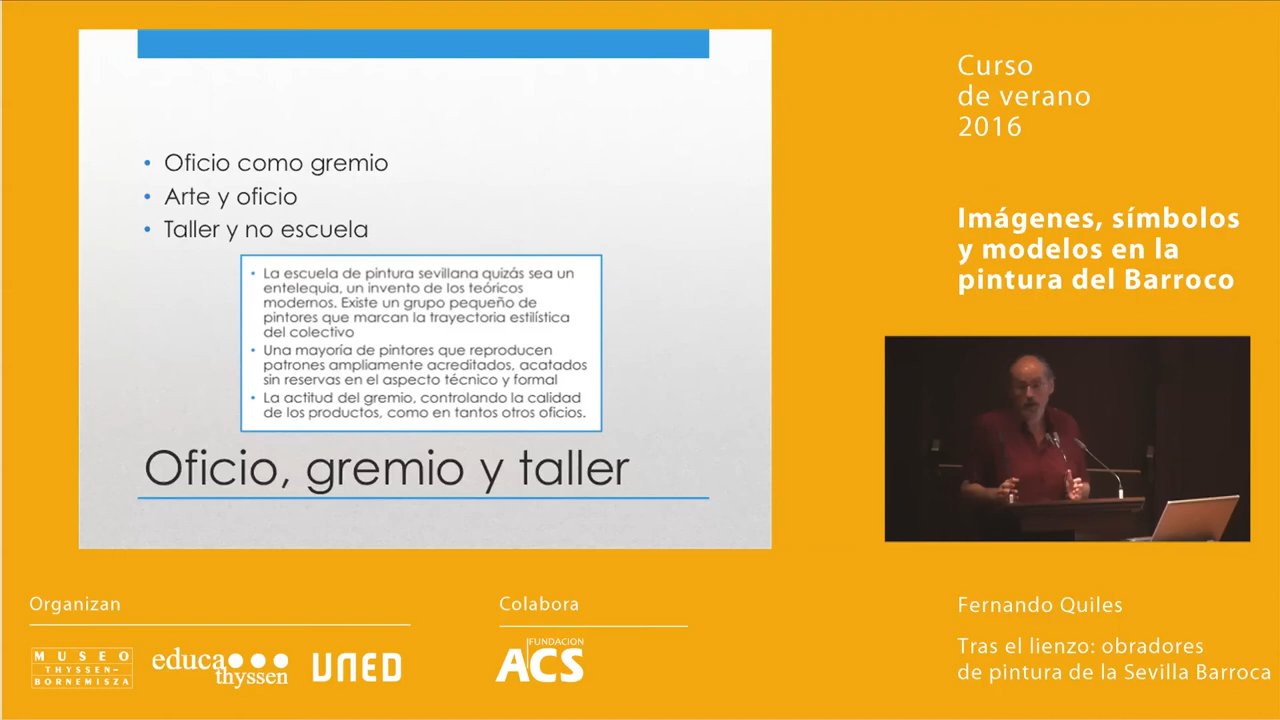 • Oficio como gremio
• Arte y oficio
• Taller y no escuela
• La escuela de pintura sevillana quizás sea un
entelequia, un invento de los teóricos
modernos. Existe un grupo pequeño de
pintores que marcan la trayectoria estilística
del colectivo
• Una mayoría de pintores que reproducen
patrones ampliamente acreditados, acatados
sin reservas en el aspecto técnico y formal
• La actitud del gremio, controlando la calidad
de los productos, como en tantos otros oficios.
Oficio, gremio y taller
Curso
de verano
2016
Imágenes, símbolos
y modelos en la
pintura del Barroco
Fernando Quiles
Tras el lienzo: obradores
de pintura de la Sevilla Barroca
Organizan
MUSEO
THYSSEN-
BORNEMISZA
educa
thyssen
UNED
Colabora
FUNDACION
ACS